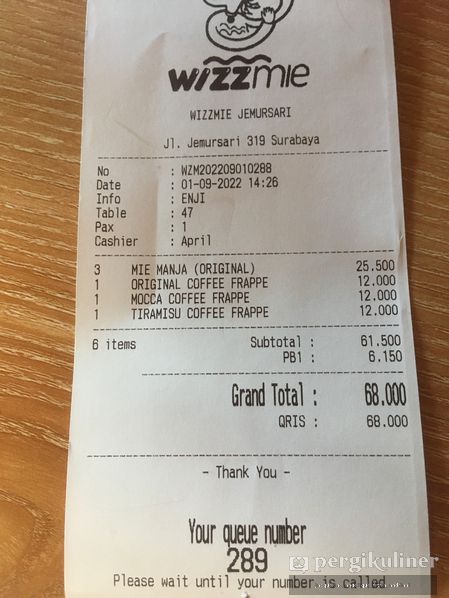 wizzmie
WIZZMIE JEMURSARI
Jl. Jemursari 319 Surabaya
No : WZM202209010288
Date : 01-09-2022 14:26
Info : ENJI
Table : 47
Pax : 1
Cashier : April
3 MIE MANJA (ORIGINAL) 25.500
1 ORIGINAL COFFEE FRAPPE 12.000
1 MOCCA COFFEE FRAPPE 12.000
1 TIRAMISU COFFEE FRAPPE 12.000
6 items Subtotal : 61.500
PB1 : 6.150
Grand Total : 68.000
QRIS : 68.000
- Thank You -
Your queue number
289
pergikuliner
Please wait until your number is called